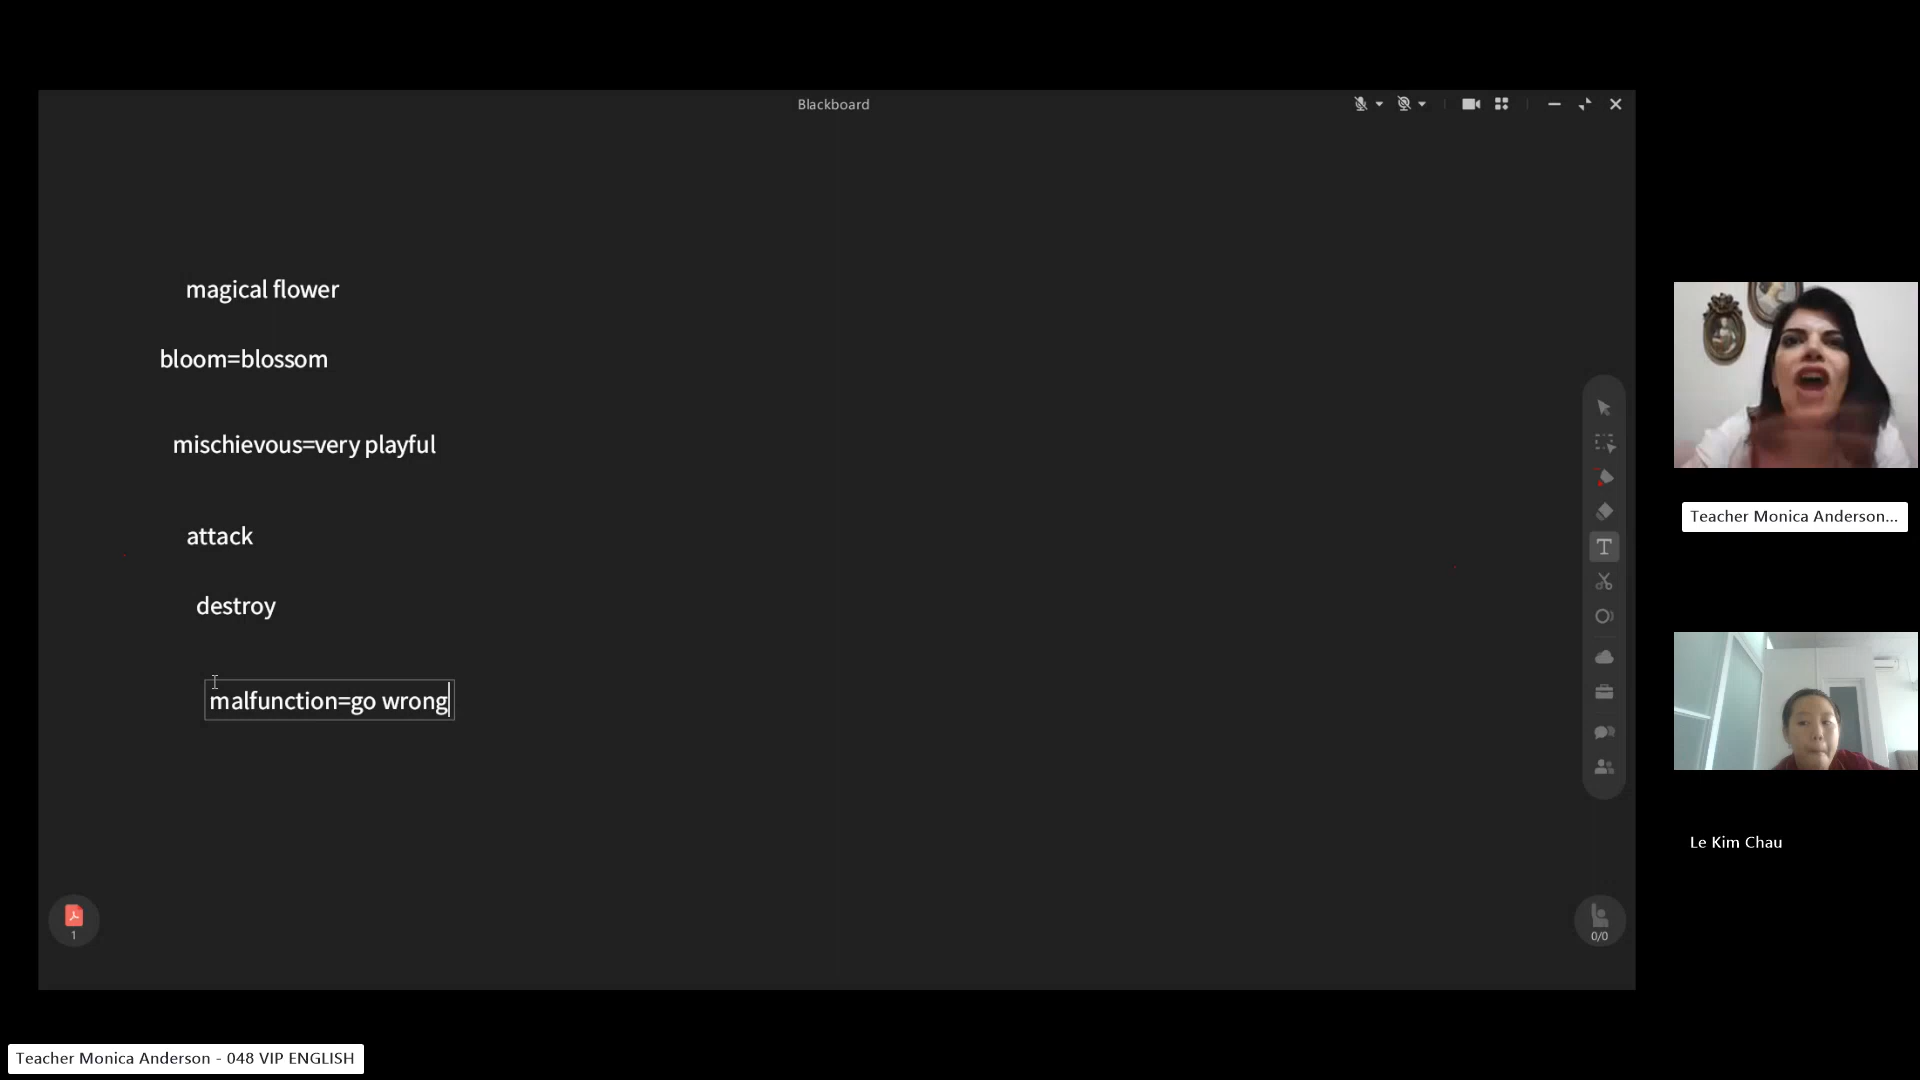 Blackboard
magical flower
bloom=blossom
mischievous=very playful
attack
destroy
malfunction=go wrong
1
0/0
Teacher Monica Anderson...
Le Kim Chau
Teacher Monica Anderson - 048 VIP ENGLISH